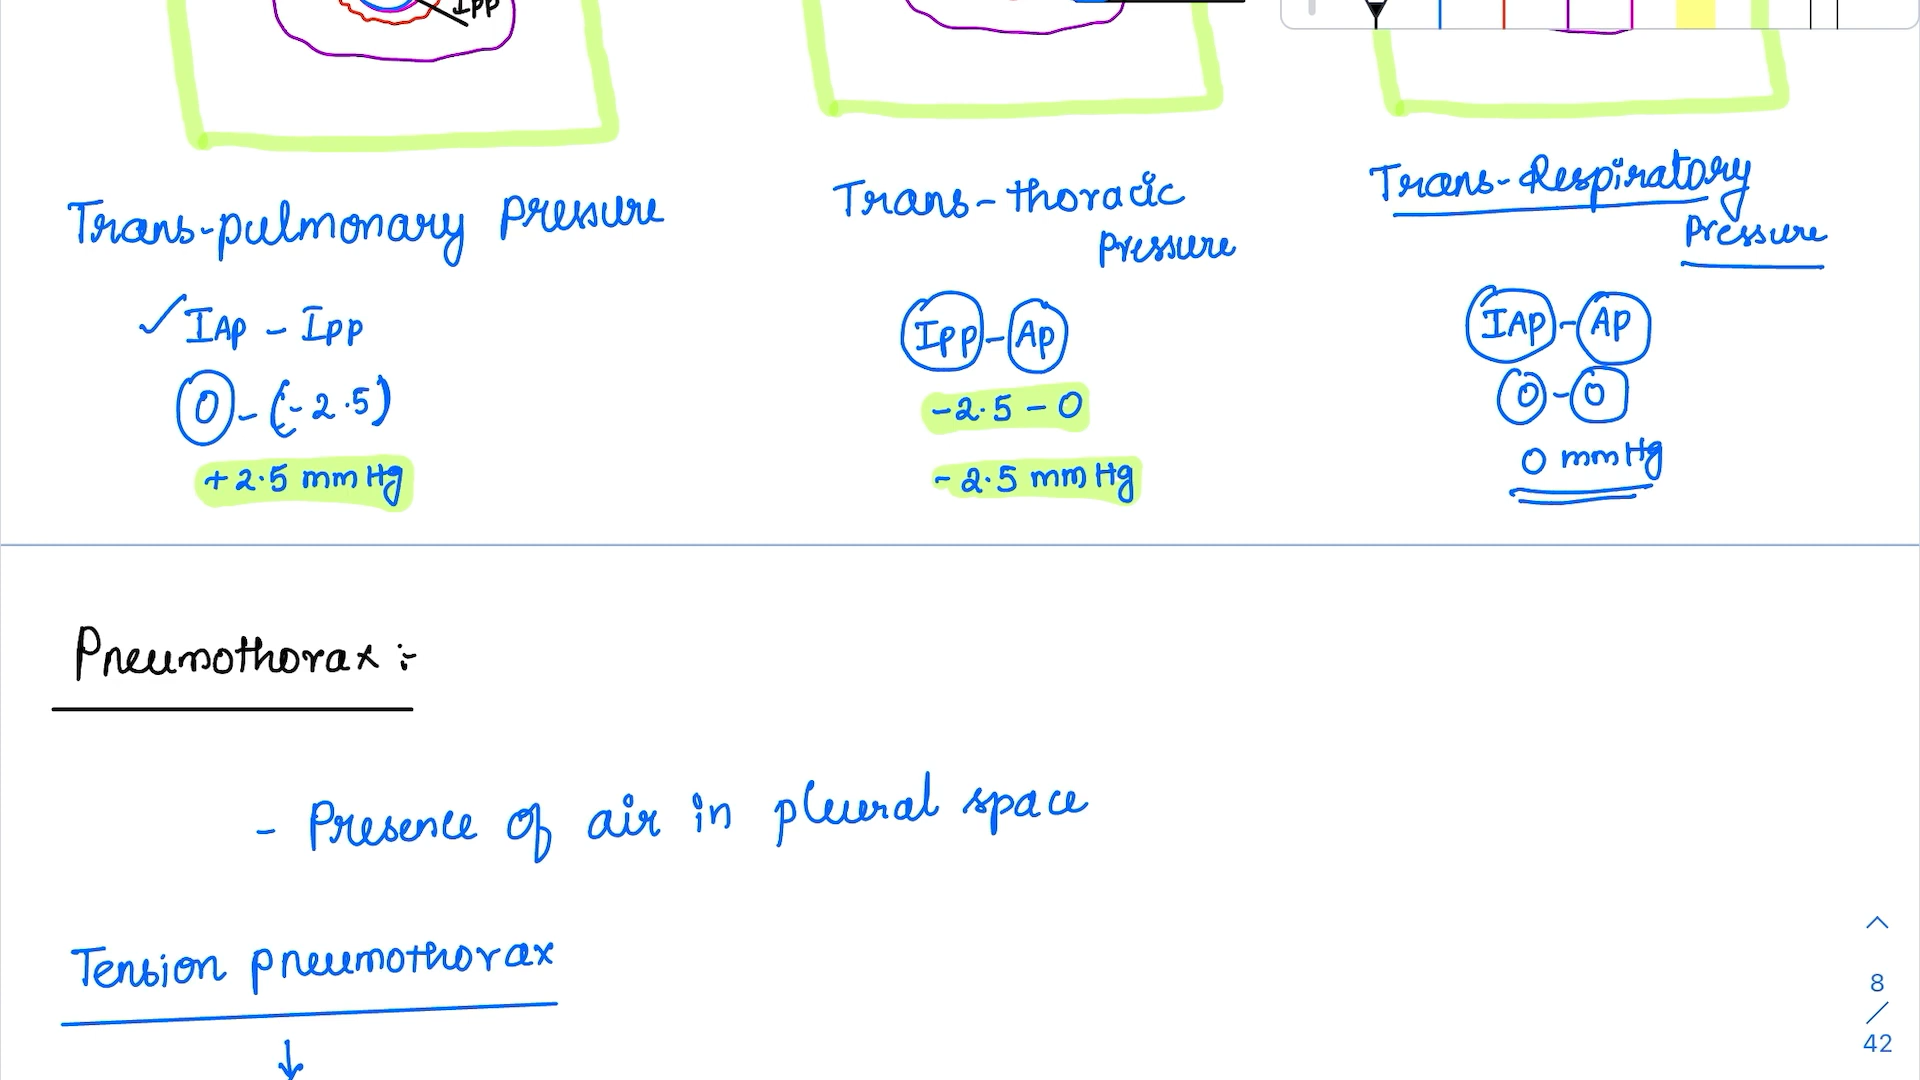 IPP
Trans-pulmonary Pressure
IAP - IPP
0 - (-2.5)
+2.5 mmHg
Trans-thoracic
Pressure
IPP - AP
-2.5 - 0
-2.5 mmHg
Trans-Respiratory
Pressure
IAP - AP
0 - 0
0 mmHg
Pneumothorax :-
- Presence of air in pleural space
Tension pneumothorax
8
/
42